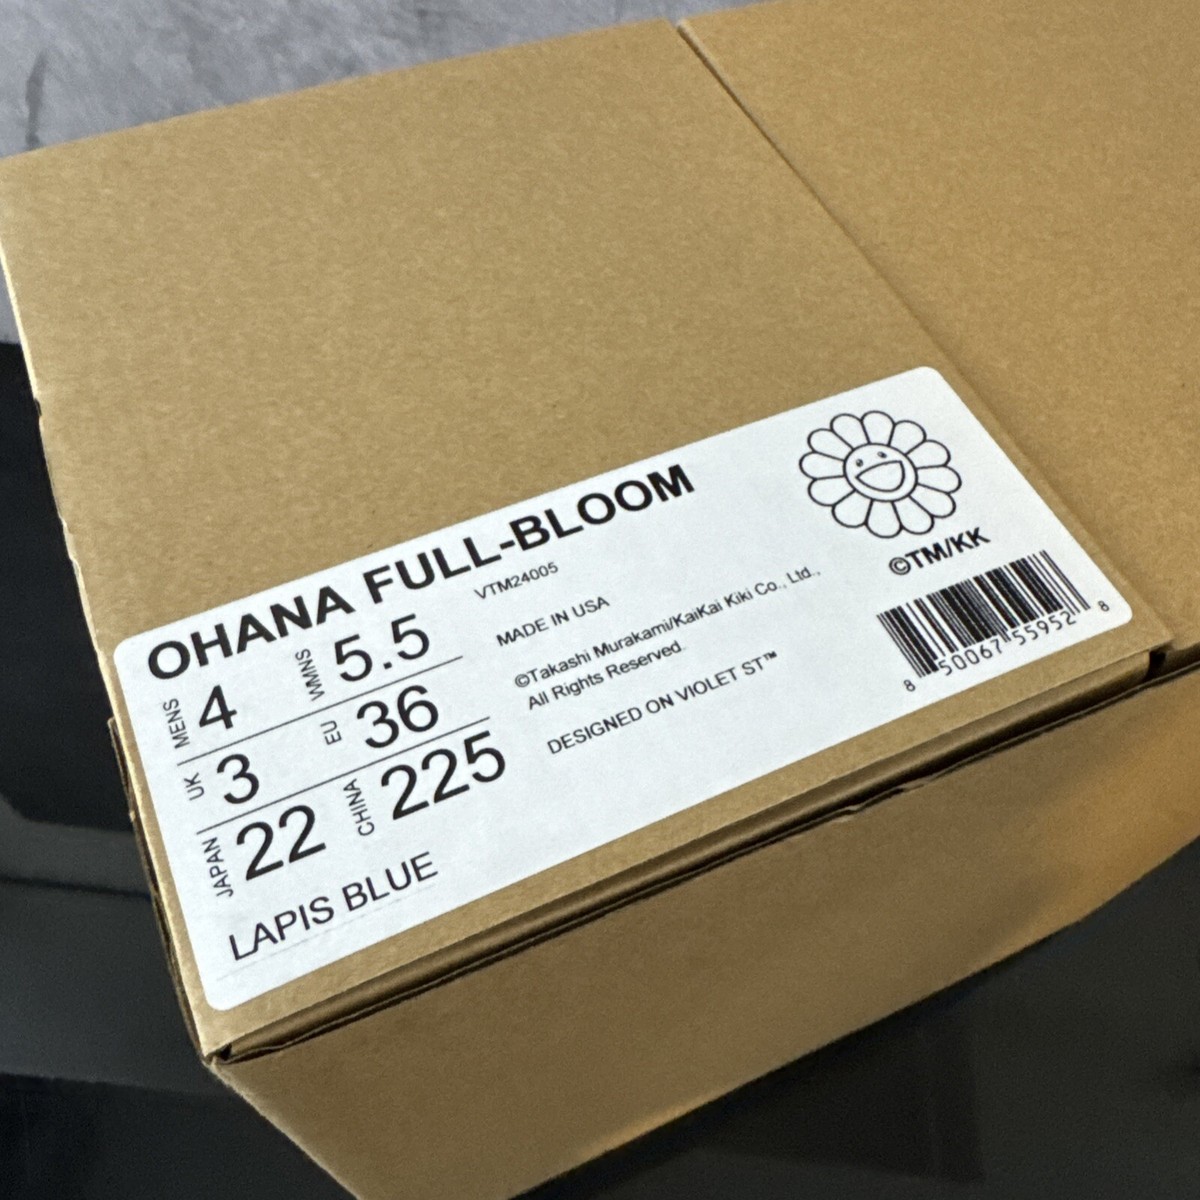 OHANA FULL-BLOOM
VTM24005
MENS 4
WMNS 5.5
UK 3
EU 36
JAPAN 22
CHINA 225
LAPIS BLUE
MADE IN USA
©Takashi Murakami/KaiKai Kiki Co., Ltd.,
All Rights Reserved.
DESIGNED ON VIOLET ST™
©TM/KK
8 50067 55952 8